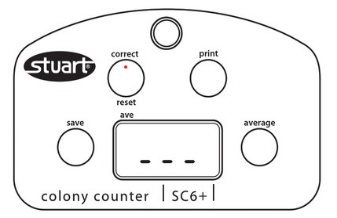 stuart®
correct
print
reset
ave
save
average
- - -
colony counter | SC6+ |